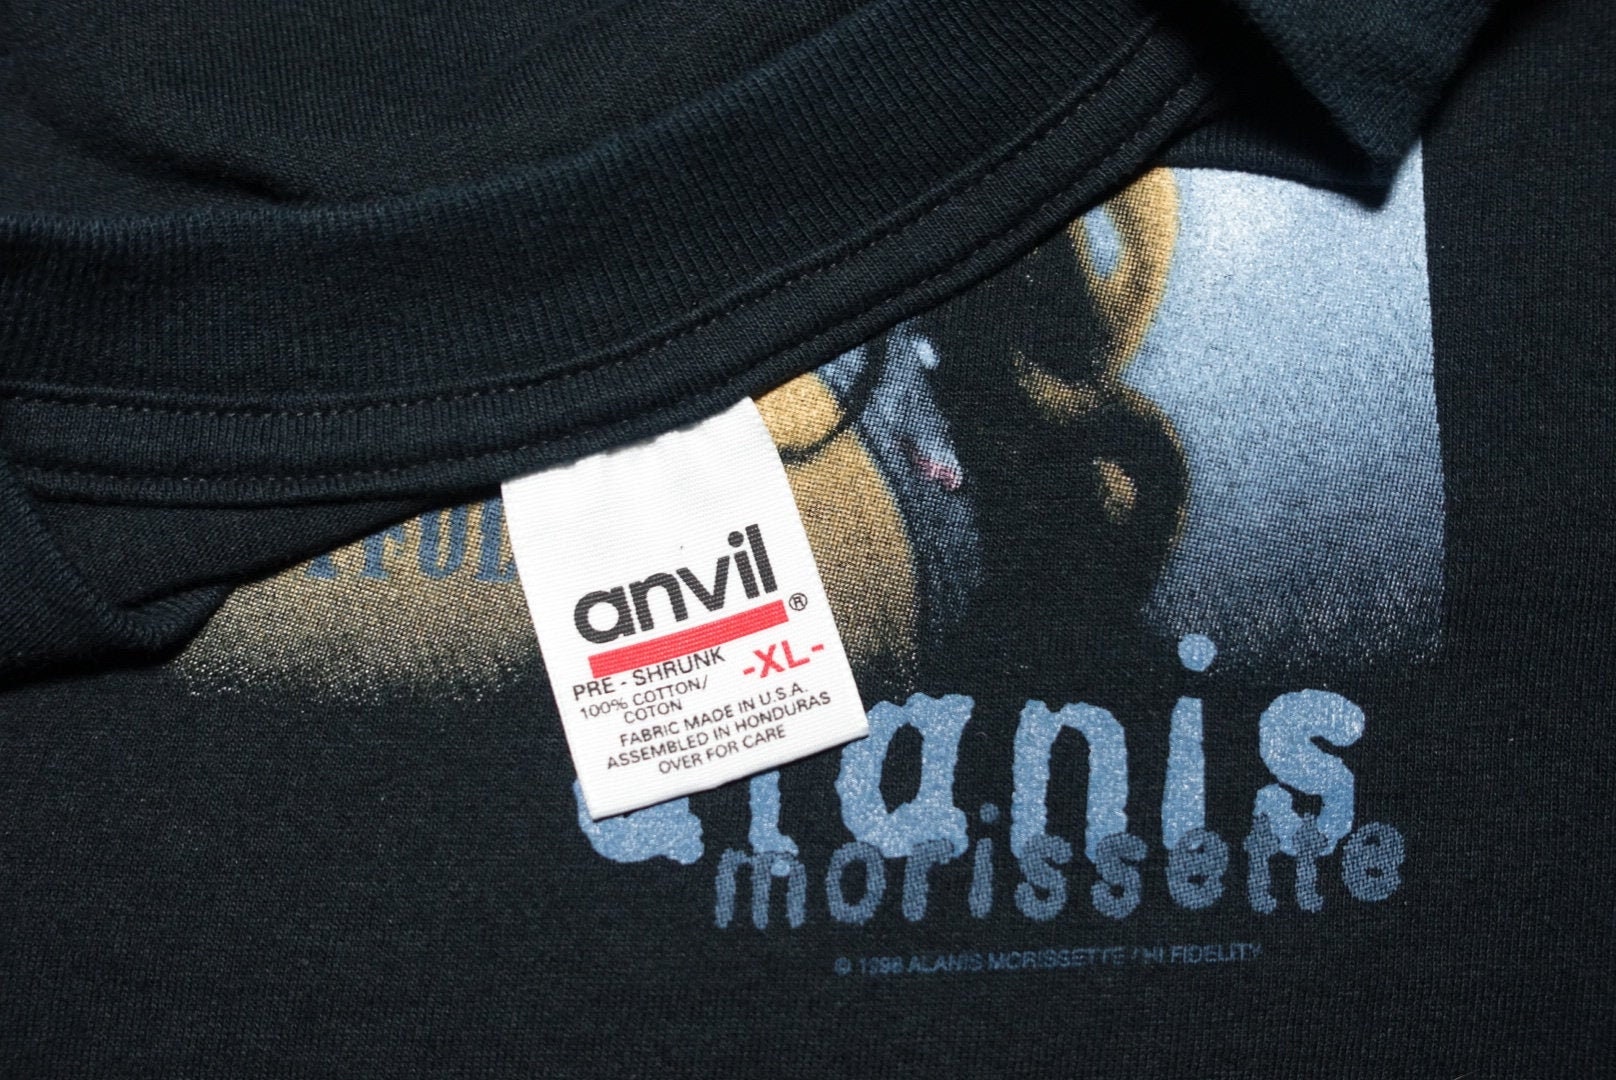 anvil®
PRE - SHRUNK -XL-
100% COTTON/
COTON
FABRIC MADE IN U.S.A.
ASSEMBLED IN HONDURAS
OVER FOR CARE
alanis
morissette
© 1996 ALANIS MORISSETTE / HI FIDELITY